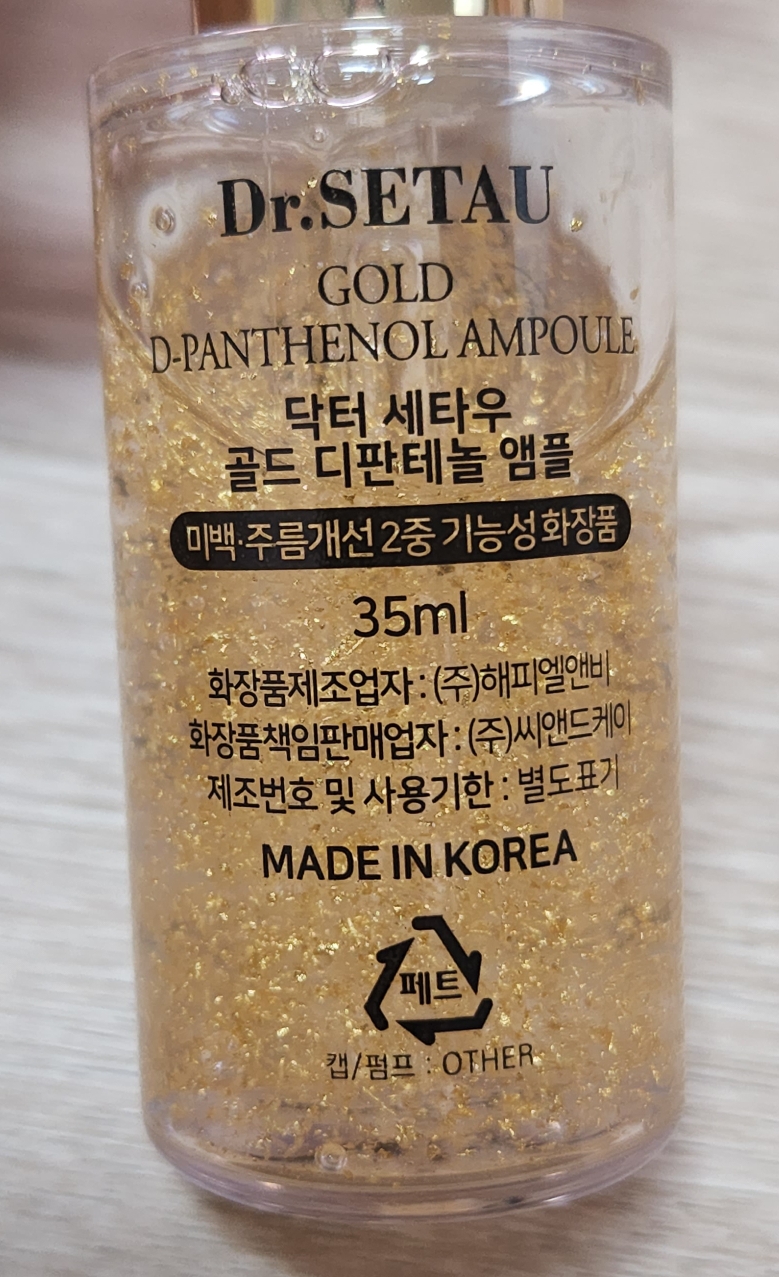 Dr.SETAU
GOLD
D-PANTHENOL AMPOULE
닥터 세타우
골드 디판테놀 앰플
미백·주름개선 2중 기능성 화장품
35ml
화장품제조업자 : (주)해피엘앤비
화장품책임판매업자 : (주)씨앤드케이
제조번호 및 사용기한 : 별도표기
MADE IN KOREA
페트
캡/펌프 : OTHER